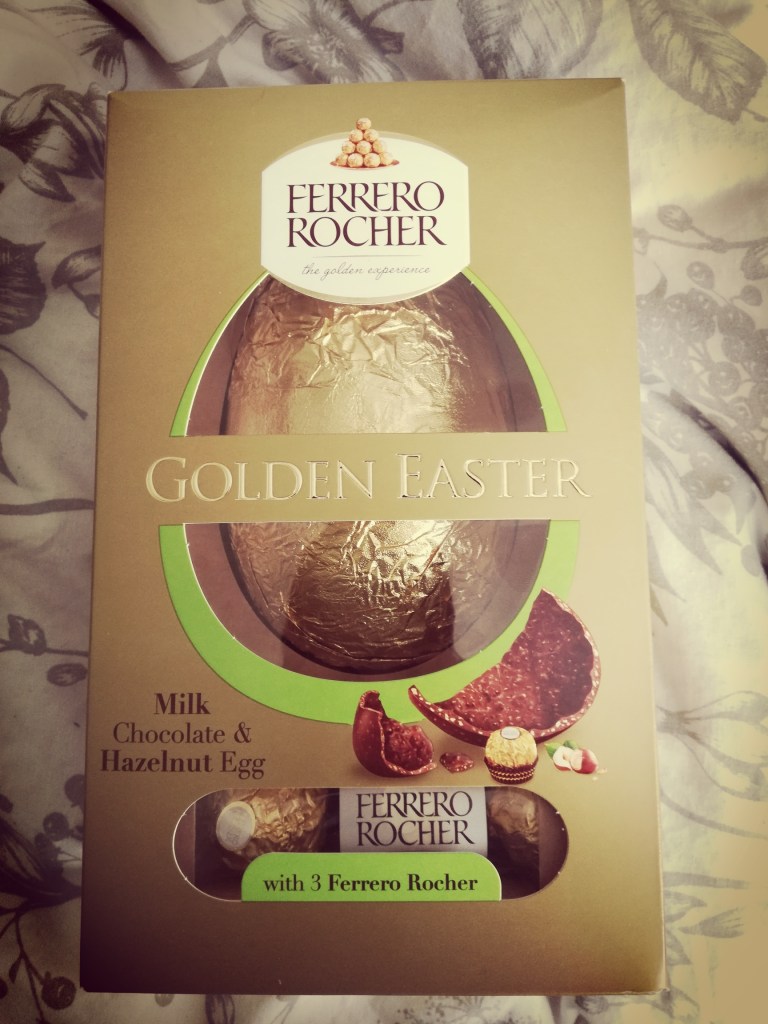 FERRERO
ROCHER
the golden experience
GOLDEN EASTER
Milk
Chocolate &
Hazelnut Egg
FERRERO
ROCHER
with 3 Ferrero Rocher